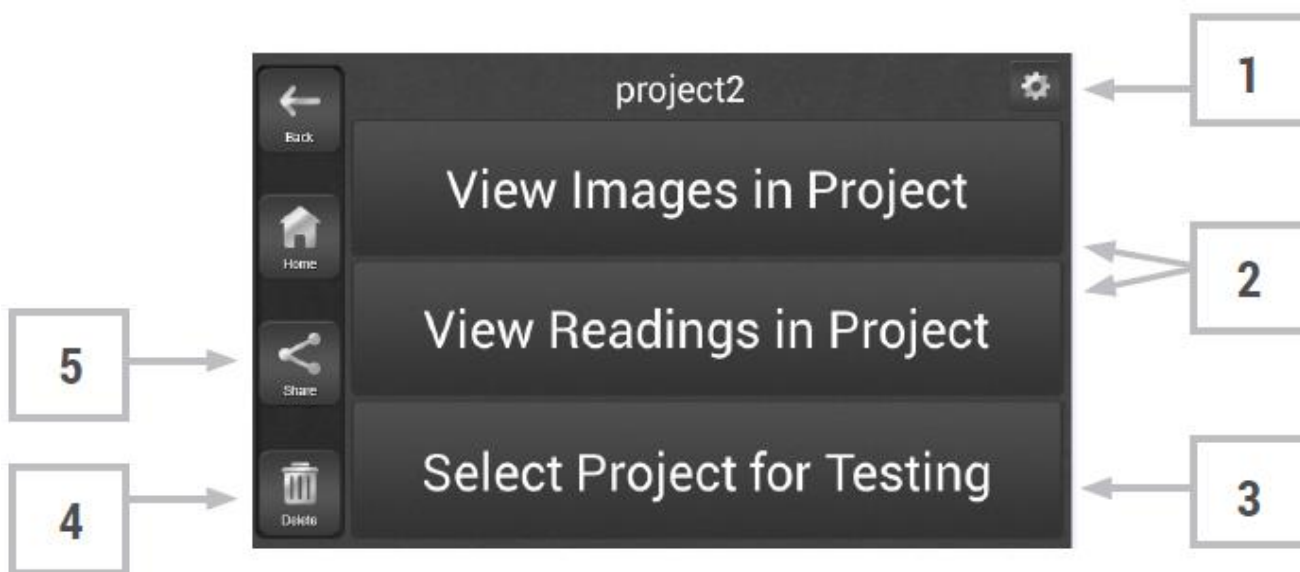 project2
1
Back
View Images in Project
Home
2
View Readings in Project
5
Share
Select Project for Testing
3
4
Delete